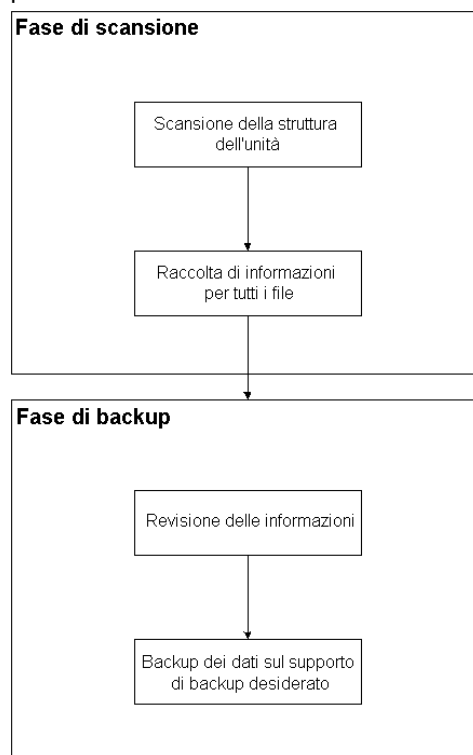 Fase di scansione
Scansione della struttura
dell'unità
Raccolta di informazioni
per tutti i file
Fase di backup
Revisione delle informazioni
Backup dei dati sul supporto
di backup desiderato